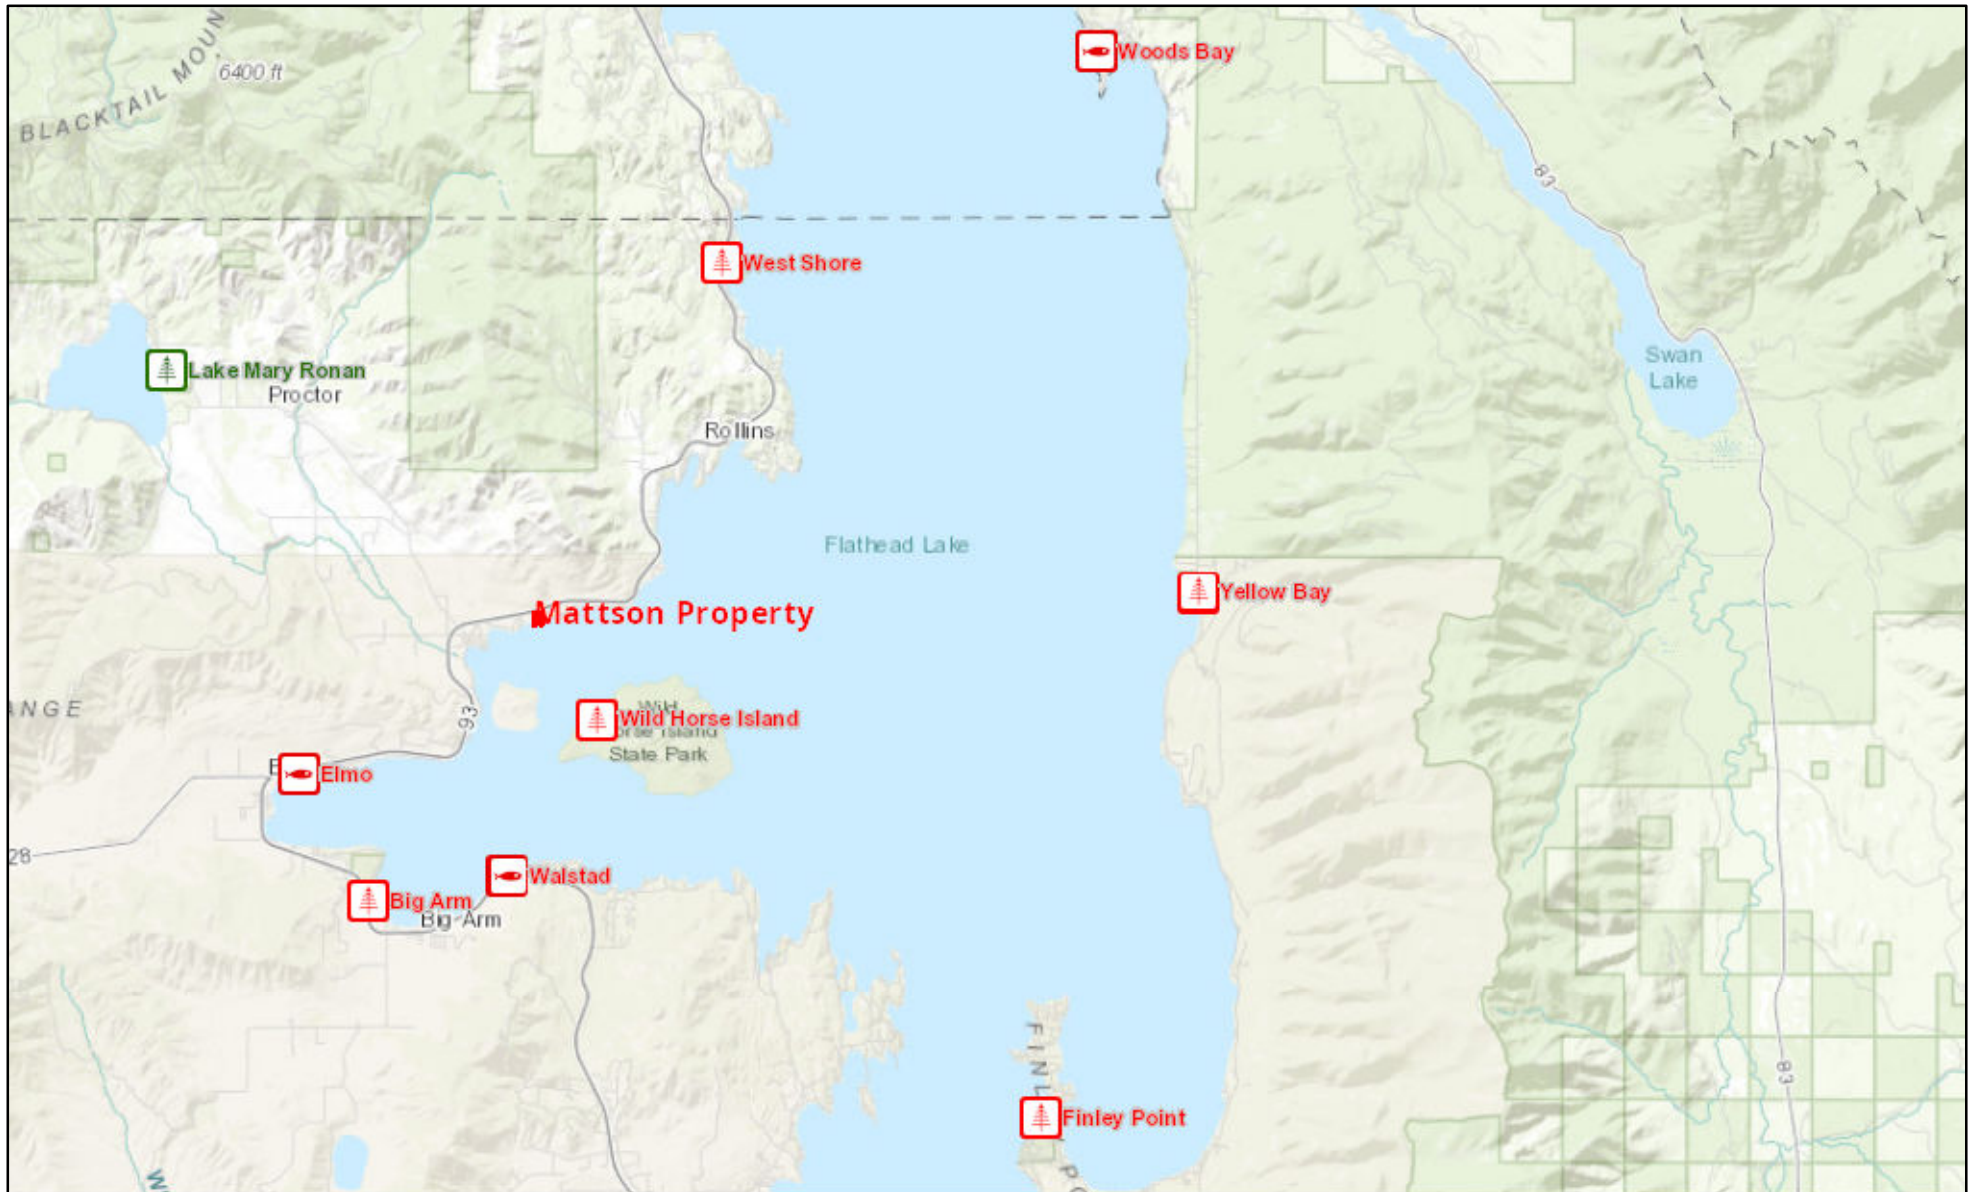 Woods Bay
BLACKTAIL MOUN
6400 ft
83
West Shore
Lake Mary Ronan
Proctor
Swan
Lake
Rollins
Flathead Lake
Yellow Bay
Mattson Property
ANGE
93
Wild Horse Island
State Park
Elmo
28
Walstad
Big Arm
Big Arm
FINL
83
Finley Point
PO
W